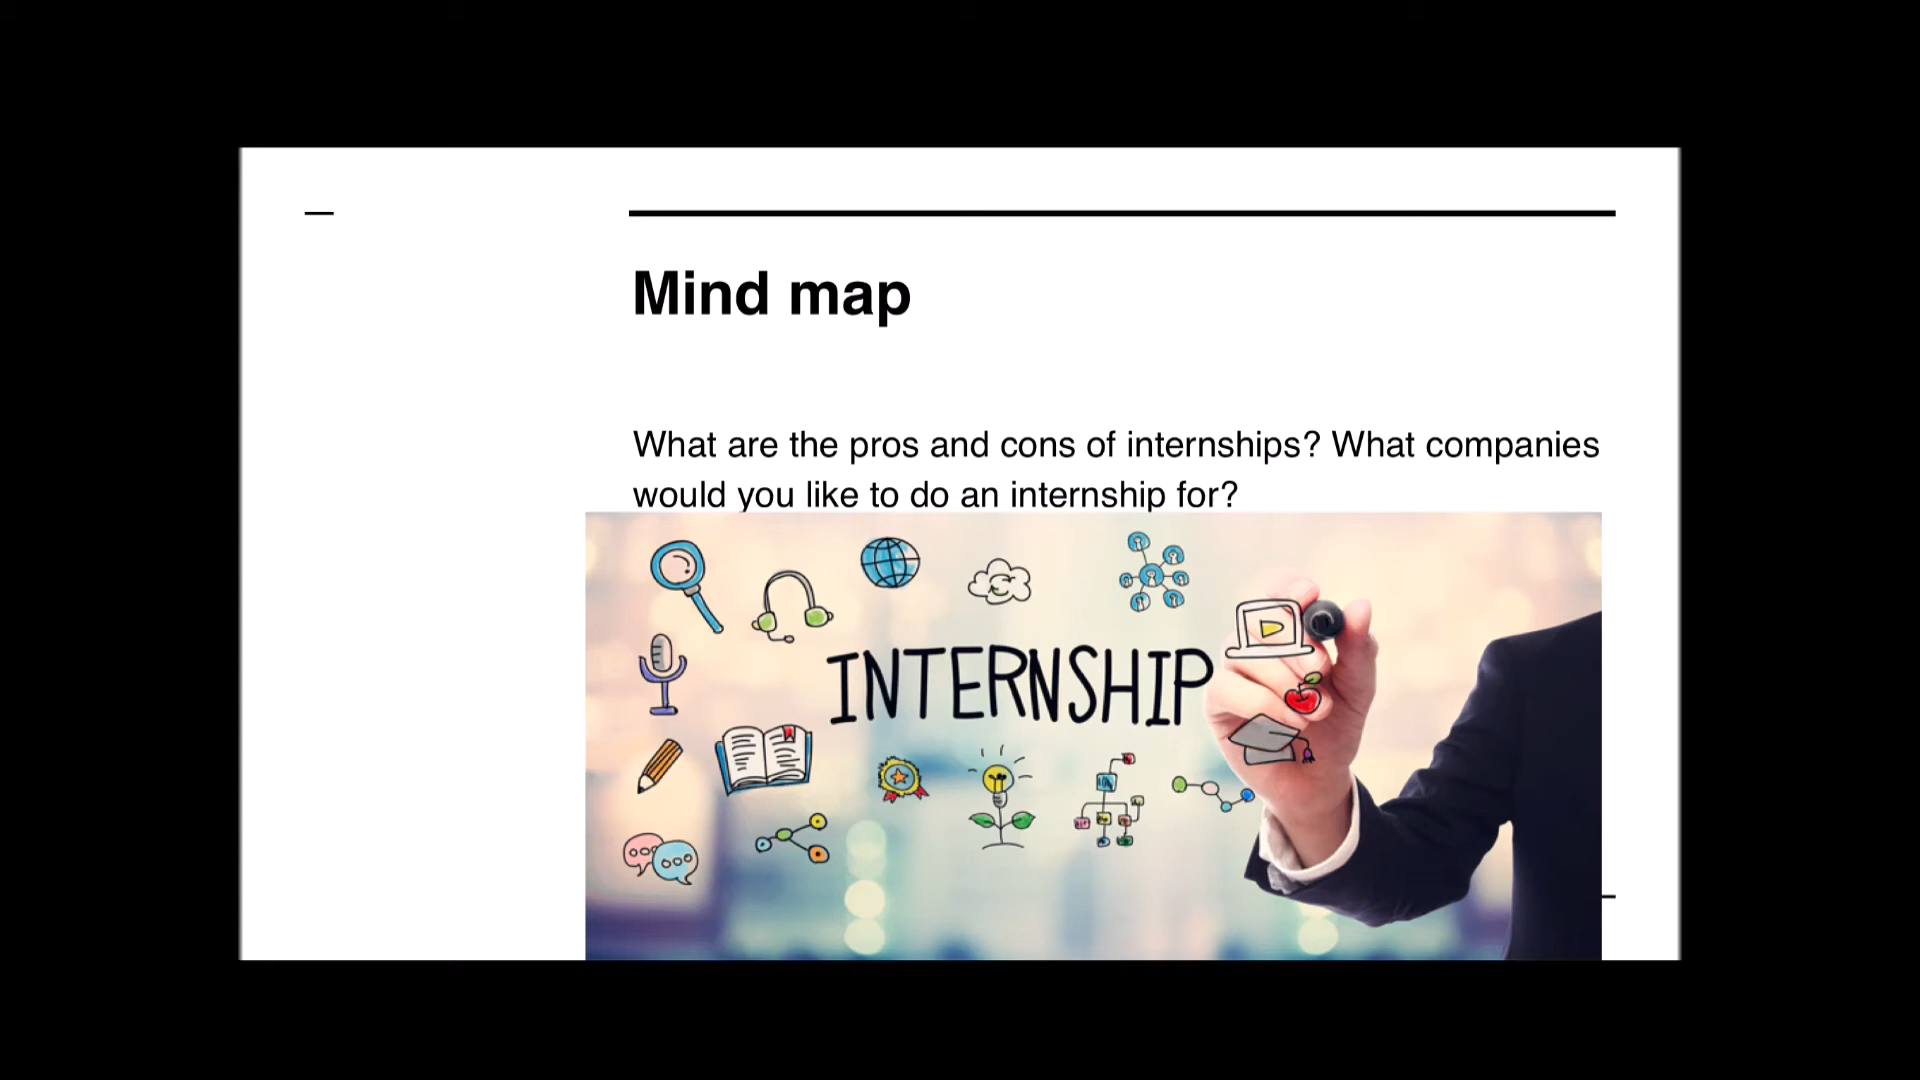 Mind map
What are the pros and cons of internships? What companies
would you like to do an internship for?
INTERNSHIP